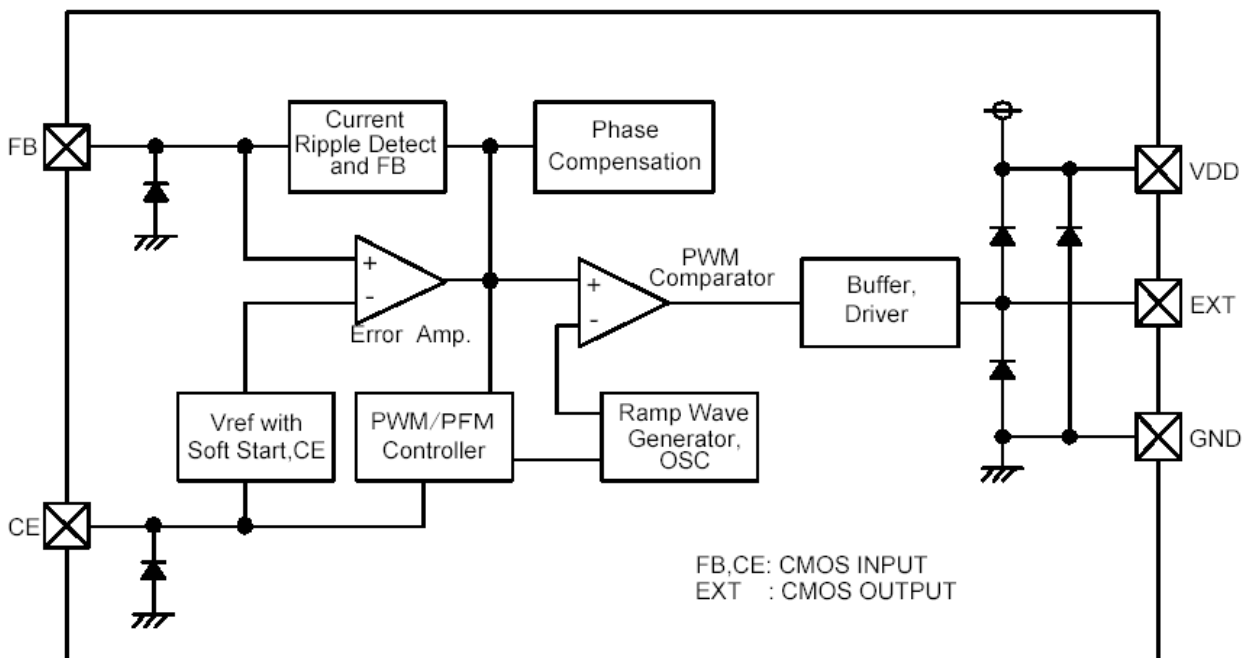 FB
Current
Ripple Detect
and FB
Phase
Compensation
VDD
+
-
Error Amp.
+
-
PWM
Comparator
Buffer,
Driver
EXT
Vref with
Soft Start,CE
PWM/PFM
Controller
Ramp Wave
Generator,
OSC
GND
CE
FB,CE: CMOS INPUT
EXT : CMOS OUTPUT